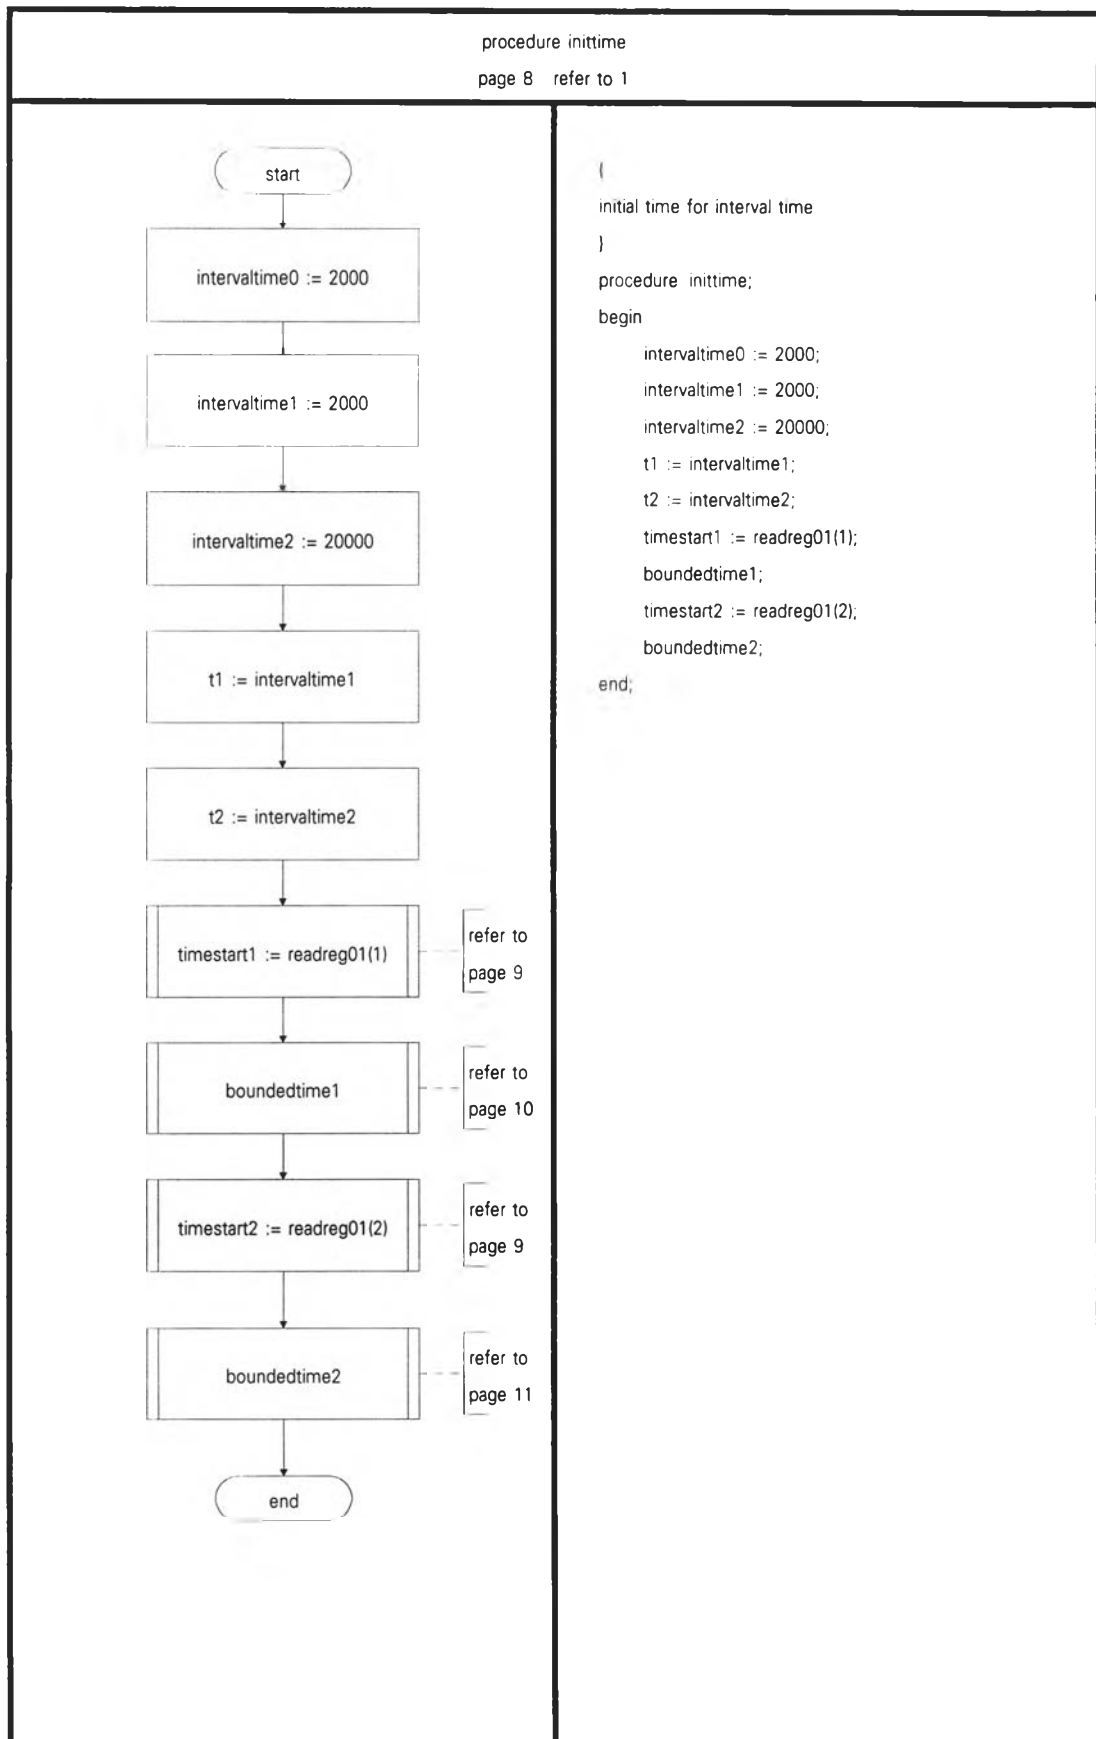 procedure inittime
page 8 refer to 1
start
intervaltime0 := 2000
intervaltime1 := 2000
intervaltime2 := 20000
t1 := intervaltime1
t2 := intervaltime2
timestart1 := readreg01(1)
refer to
page 9
boundedtime1
refer to
page 10
timestart2 := readreg01(2)
refer to
page 9
boundedtime2
refer to
page 11
end
{
initial time for interval time
}
procedure inittime;
begin
intervaltime0 := 2000;
intervaltime1 := 2000;
intervaltime2 := 20000;
t1 := intervaltime1;
t2 := intervaltime2;
timestart1 := readreg01(1);
boundedtime1;
timestart2 := readreg01(2);
boundedtime2;
end;